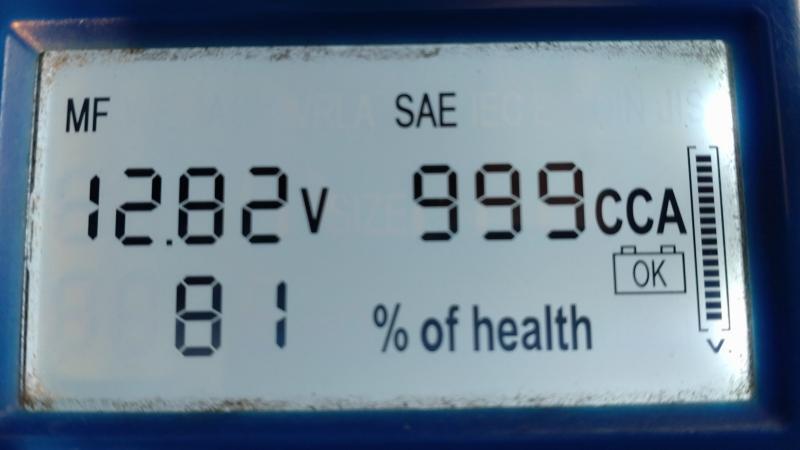 MF SAE
12.82 V 999 CCA
OK
81 % of health